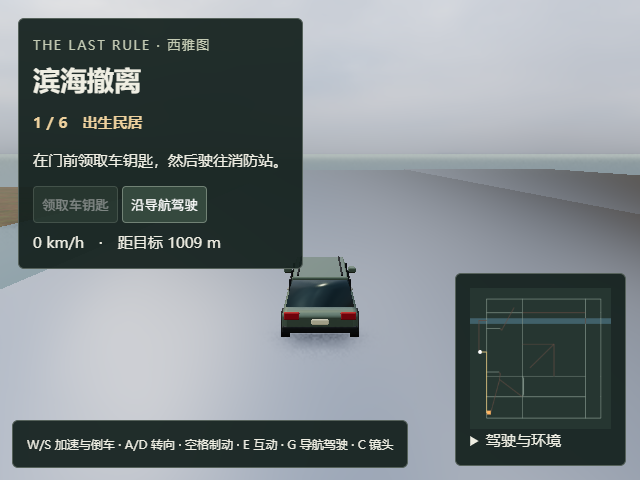 THE LAST RULE · 西雅图
滨海撤离
1 / 6 出生民居
在门前领取车钥匙，然后驶往消防站。
领取车钥匙 沿导航驾驶
0 km/h · 距目标 1009 m
▶ 驾驶与环境
W/S 加速与倒车 · A/D 转向 · 空格制动 · E 互动 · G 导航驾驶 · C 镜头